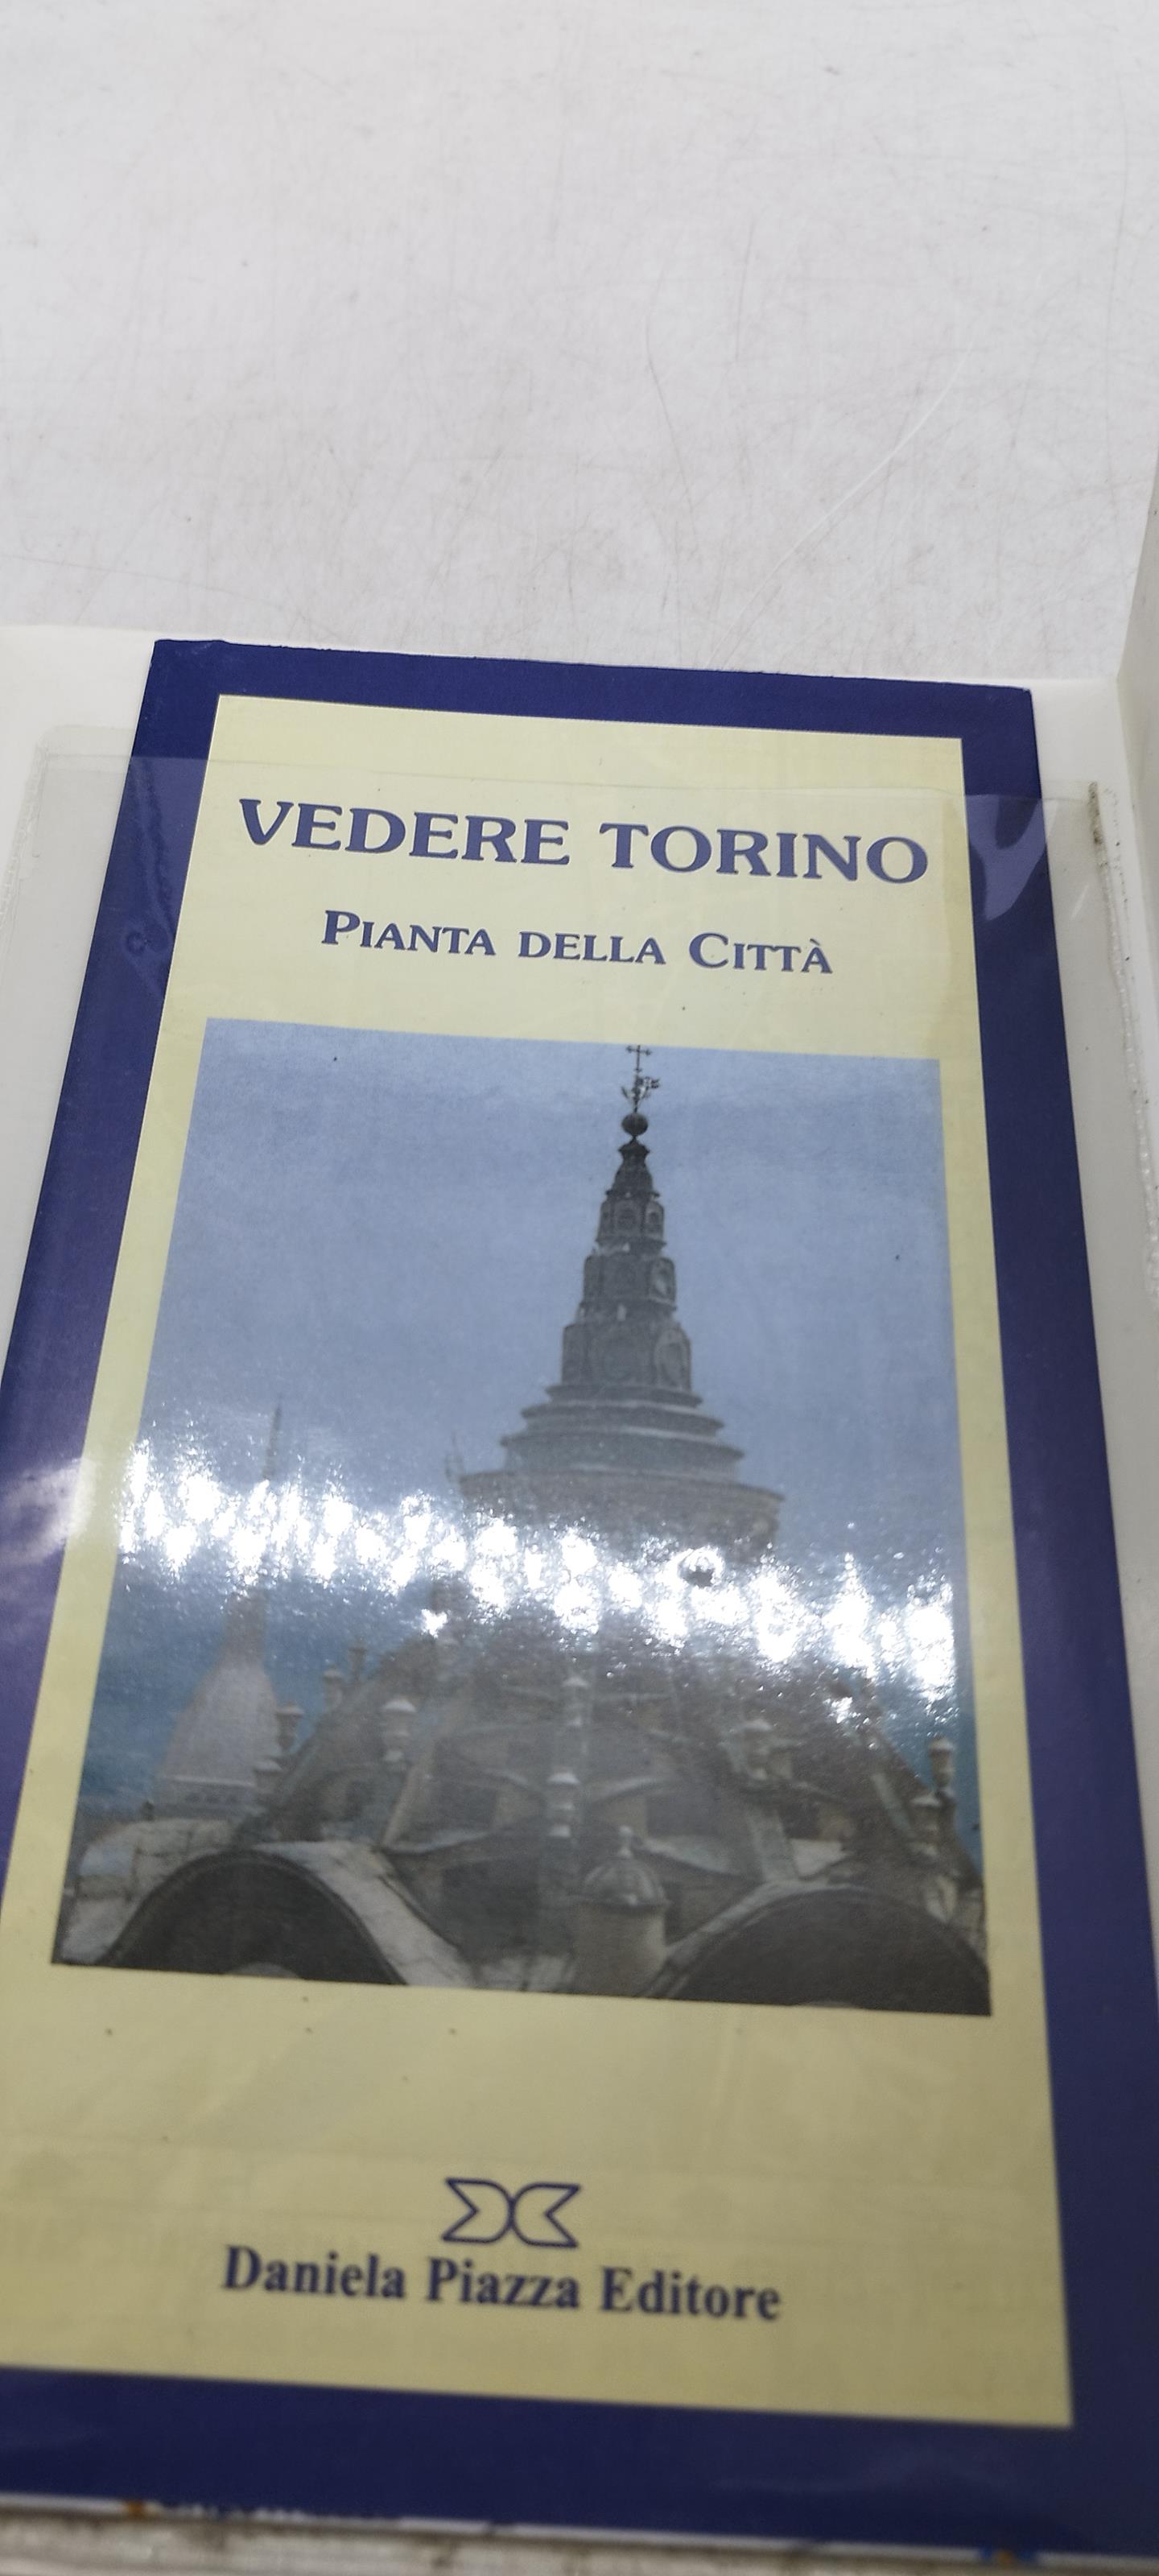 VEDERE TORINO
PIANTA DELLA CITTÀ
Daniela Piazza Editore